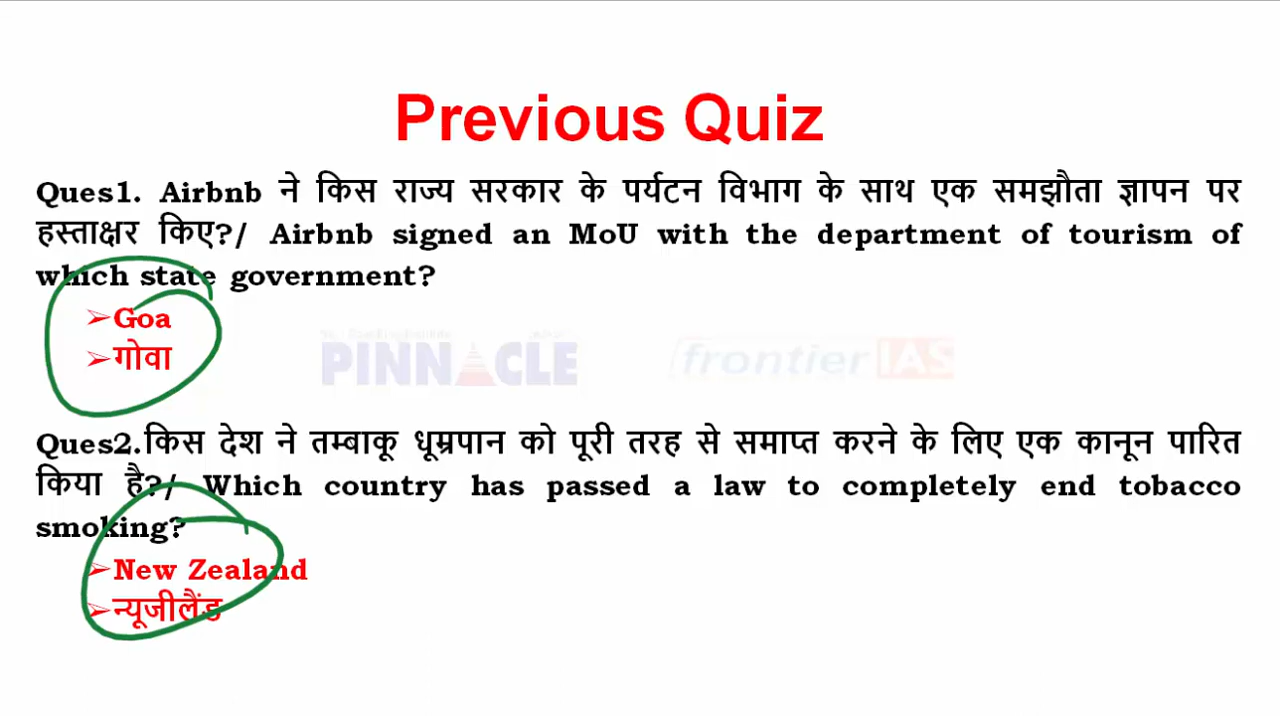 Previous Quiz
Ques1. Airbnb ने किस राज्य सरकार के पर्यटन विभाग के साथ एक समझौता ज्ञापन पर
हस्ताक्षर किए?/ Airbnb signed an MoU with the department of tourism of
which state government?
➢Goa
➢गोवा
PINNACLE
frontier IAS
Ques2.किस देश ने तम्बाकू धूम्रपान को पूरी तरह से समाप्त करने के लिए एक कानून पारित
किया है?/ Which country has passed a law to completely end tobacco
smoking?
➢New Zealand
➢न्यूजीलैंड